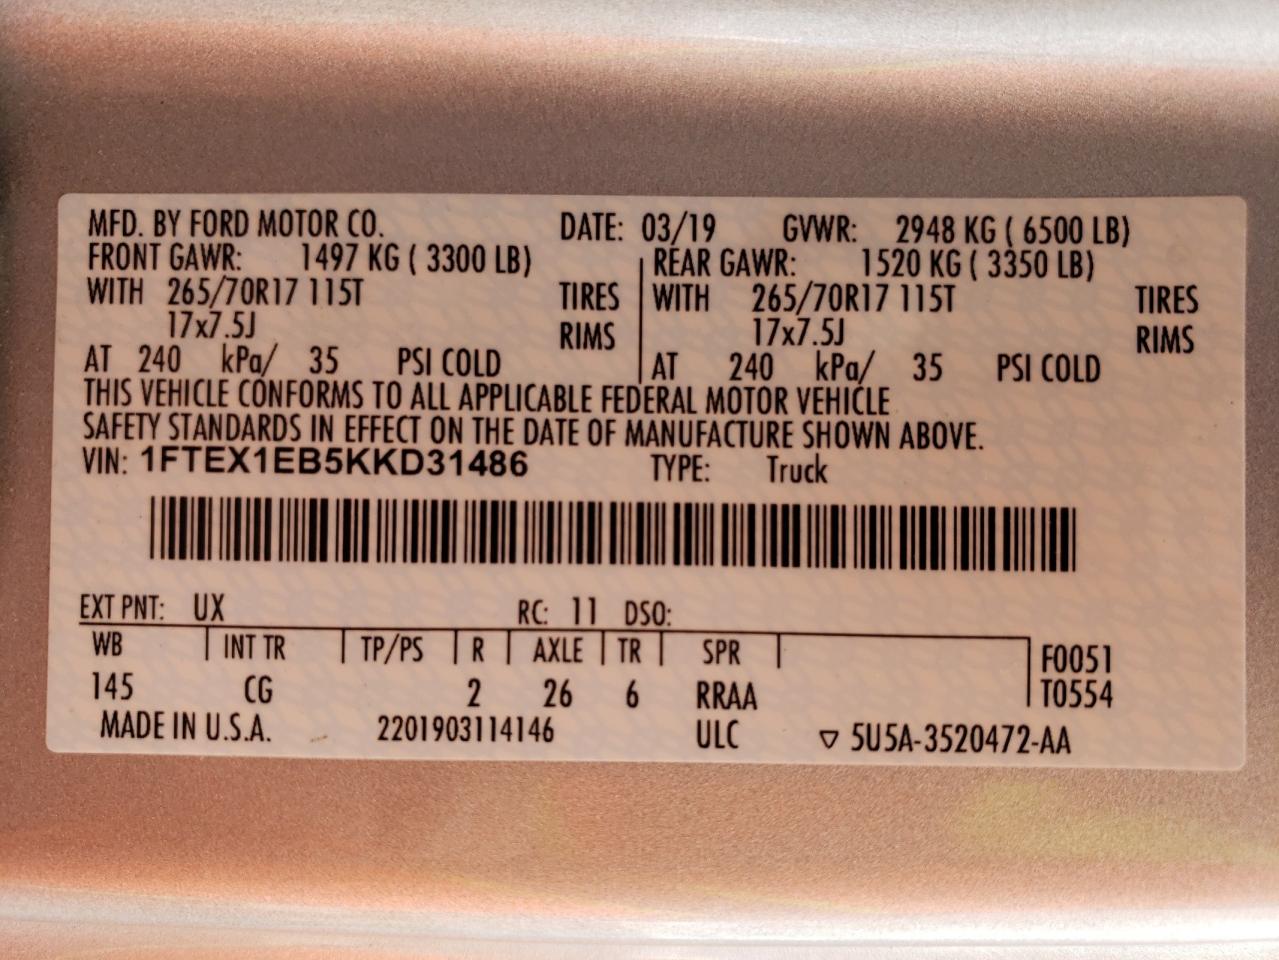 MFD. BY FORD MOTOR CO. DATE: 03/19 GVWR: 2948 KG ( 6500 LB)
FRONT GAWR: 1497 KG ( 3300 LB) REAR GAWR: 1520 KG ( 3350 LB)
WITH 265/70R17 115T TIRES WITH 265/70R17 115T TIRES
17x7.5J RIMS 17x7.5J RIMS
AT 240 kPa/ 35 PSI COLD AT 240 kPa/ 35 PSI COLD
THIS VEHICLE CONFORMS TO ALL APPLICABLE FEDERAL MOTOR VEHICLE
SAFETY STANDARDS IN EFFECT ON THE DATE OF MANUFACTURE SHOWN ABOVE.
VIN: 1FTEX1EB5KKD31486 TYPE: Truck
EXT PNT: UX RC: 11 DSO:
WB INT TR TP/PS R AXLE TR SPR F0051
145 CG 2 26 6 RRAA T0554
MADE IN U.S.A. 2201903114146 ULC ▽ 5U5A-3520472-AA